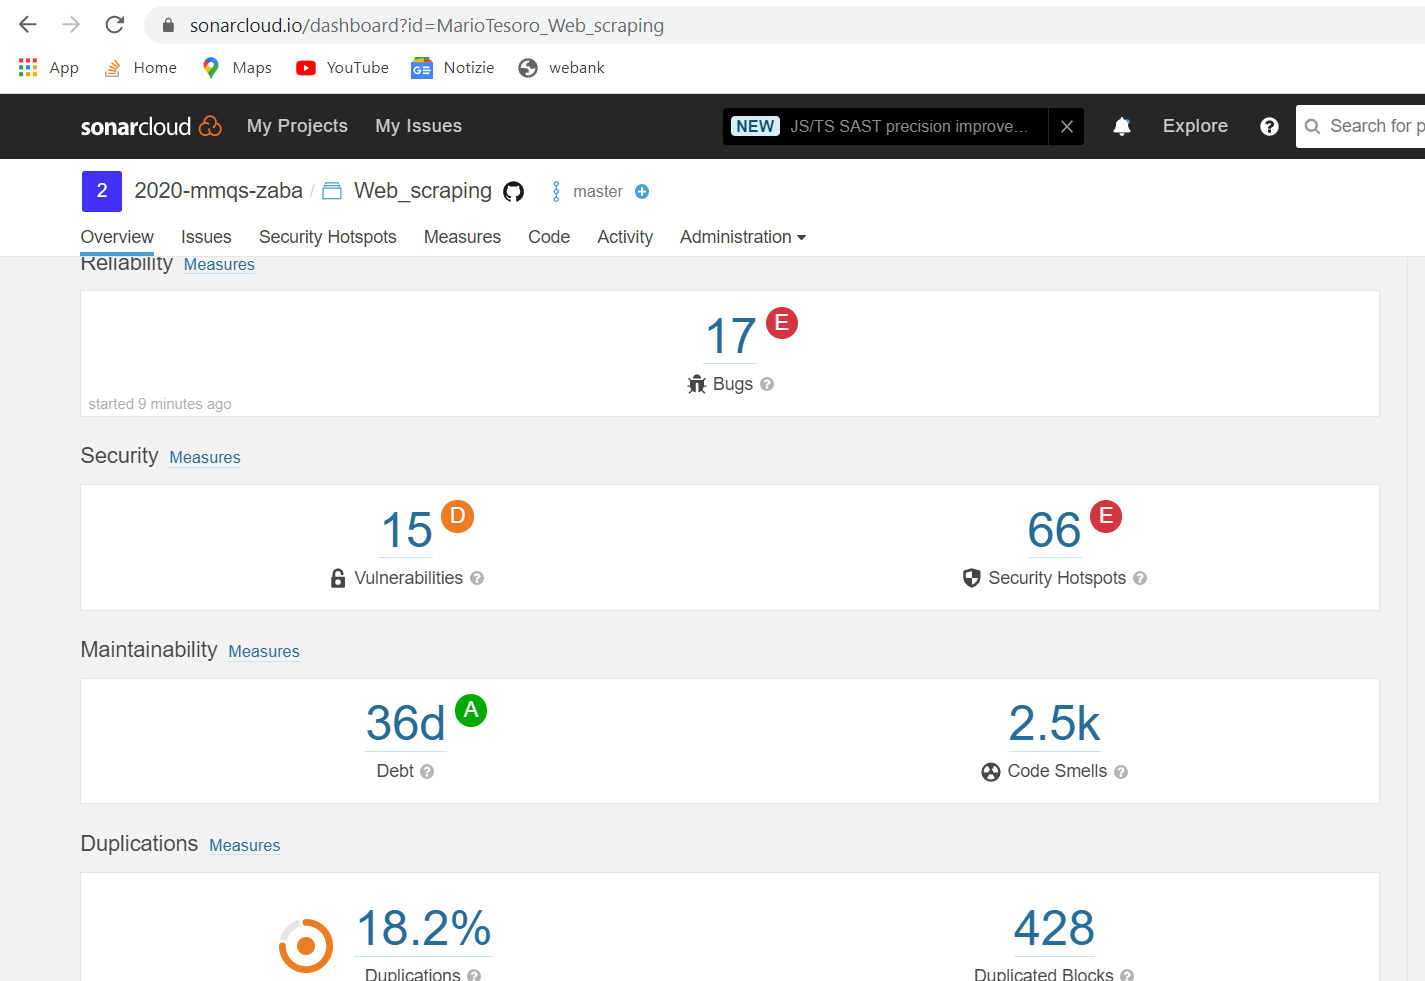 sonarcloud.io/dashboard?id=MarioTesoro_Web_scraping
App Home Maps YouTube Notizie webank
sonarcloud My Projects My Issues NEW JS/TS SAST precision improve... Explore Search for p
2 2020-mmqs-zaba / Web_scraping master
Overview Issues Security Hotspots Measures Code Activity Administration
Reliability Measures
17 E
Bugs
started 9 minutes ago
Security Measures
15 D 66 E
Vulnerabilities Security Hotspots
Maintainability Measures
36d A 2.5k
Debt Code Smells
Duplications Measures
18.2% 428
Duplications Duplicated Blocks